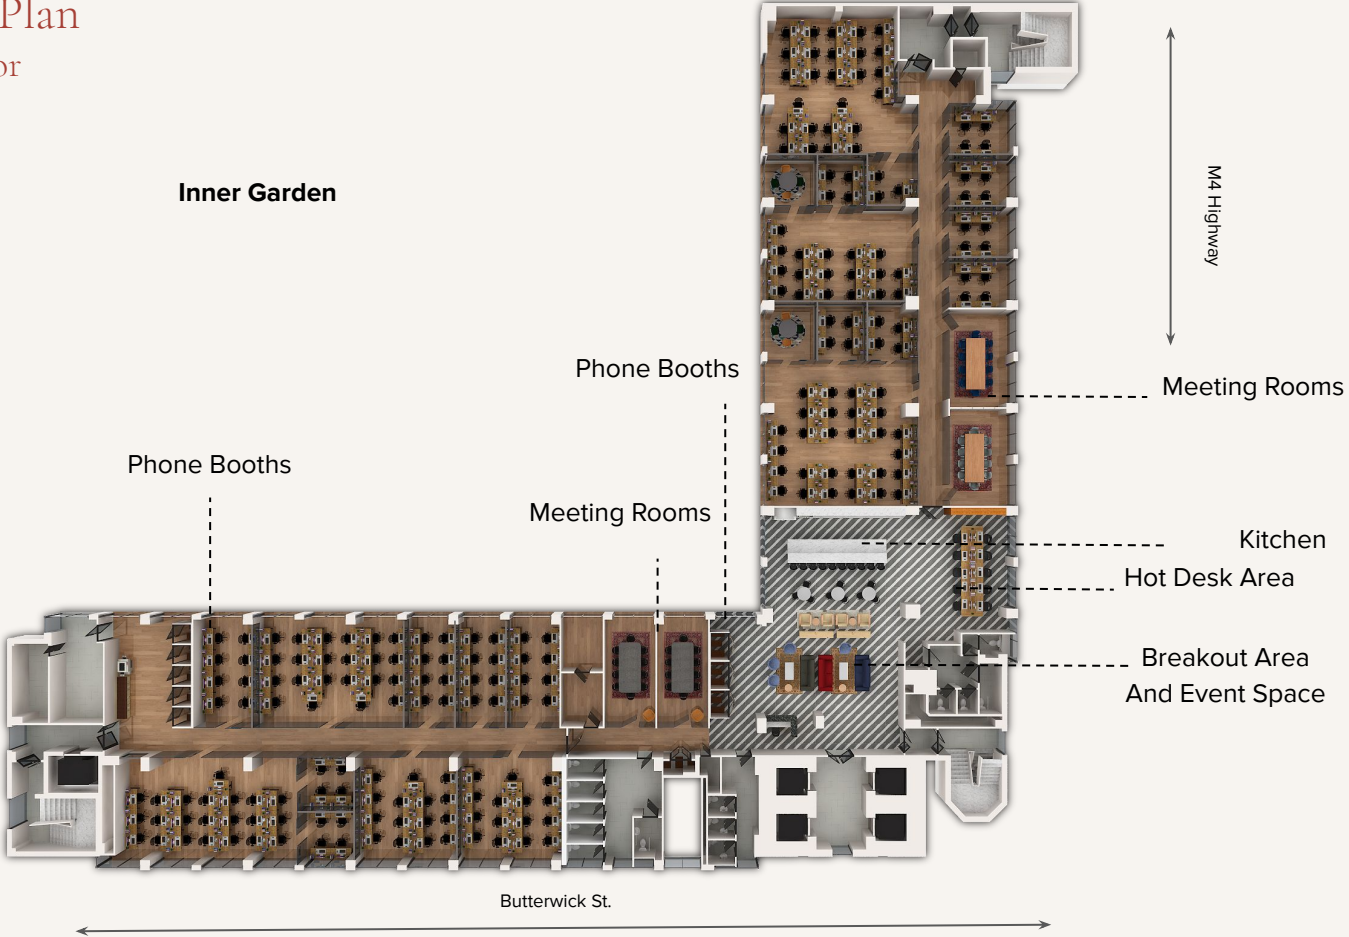 Plan
or
Inner Garden
M4 Highway
Phone Booths
Meeting Rooms
Phone Booths
Meeting Rooms
Kitchen
Hot Desk Area
Breakout Area
And Event Space
Butterwick St.